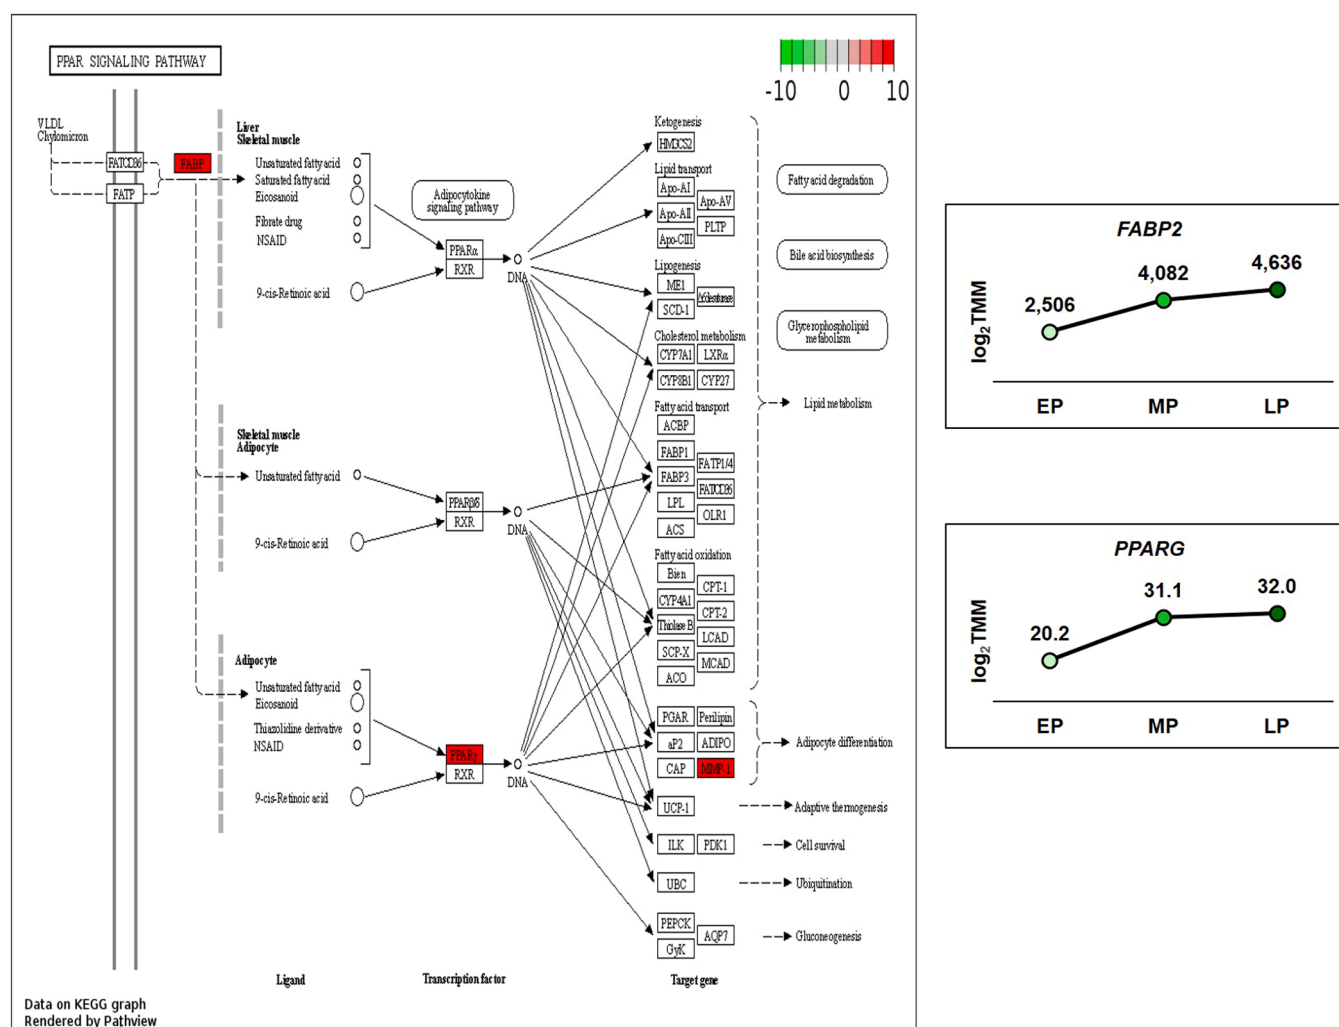 PPAR SIGNALING PATHWAY
-10 0 10
VLDL
Chylomicron
FAT/CD36
FATP
FABP
Liver
Skeletal muscle
Unsaturated fatty acid
Saturated fatty acid
Eicosanoid
Fibrate drug
NSAID
9-cis-Retinoic acid
Adipocytokine
signaling pathway
PPARα
RXR
DNA
Skeletal muscle
Adipocyte
Unsaturated fatty acid
9-cis-Retinoic acid
PPARβ/δ
RXR
DNA
Adipocyte
Unsaturated fatty acid
Eicosanoid
Thiazolidine derivative
NSAID
9-cis-Retinoic acid
PPARγ
RXR
DNA
Ketogenesis
HMGCS2
Lipid transport
Apo-AI
Apo-AII
Apo-CIII
Apo-AV
PLTP
Lipogenesis
ME1
SCD-1
Cholesterol metabolism
CYP7A1 LXRα
CYP8B1 CYP27
Fatty acid transport
ACBP
FABP1
FABP3
LPL
ACS
FATP1/4
FAT/CD36
OLR1
Fatty acid oxidation
Bien
CYP4A1
Thiolase B
SCP-X
ACO
CPT-1
CPT-2
LCAD
MCAD
PGAR Perilipin
aP2 ADIPO
CAP MMP-1
UCP-1
ILK PDK1
UBC
PEPCK
GyK
AQP7
Fatty acid degradation
Bile acid biosynthesis
Glycerophospholipid
metabolism
Lipid metabolism
Adipocyte differentiation
Adaptive thermogenesis
Cell survival
Ubiquitination
Gluconeogenesis
Ligand
Transcription factor
Target gene
Data on KEGG graph
Rendered by Pathview
FABP2
log2TMM
2,506
4,082
4,636
EP MP LP
PPARG
log2TMM
20.2
31.1
32.0
EP MP LP